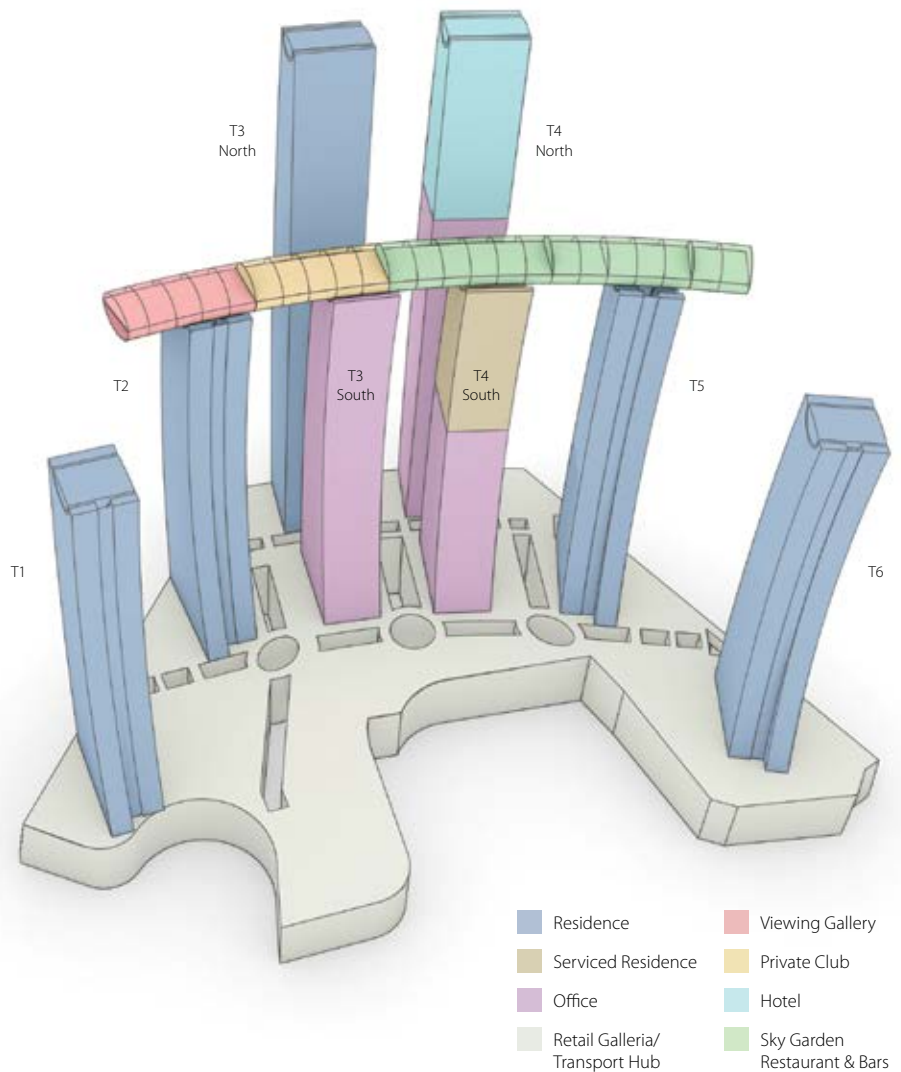 T3
North
T4
North
T2
T3
South
T4
South
T5
T1
T6
Residence
Serviced Residence
Office
Retail Galleria/
Transport Hub
Viewing Gallery
Private Club
Hotel
Sky Garden
Restaurant & Bars